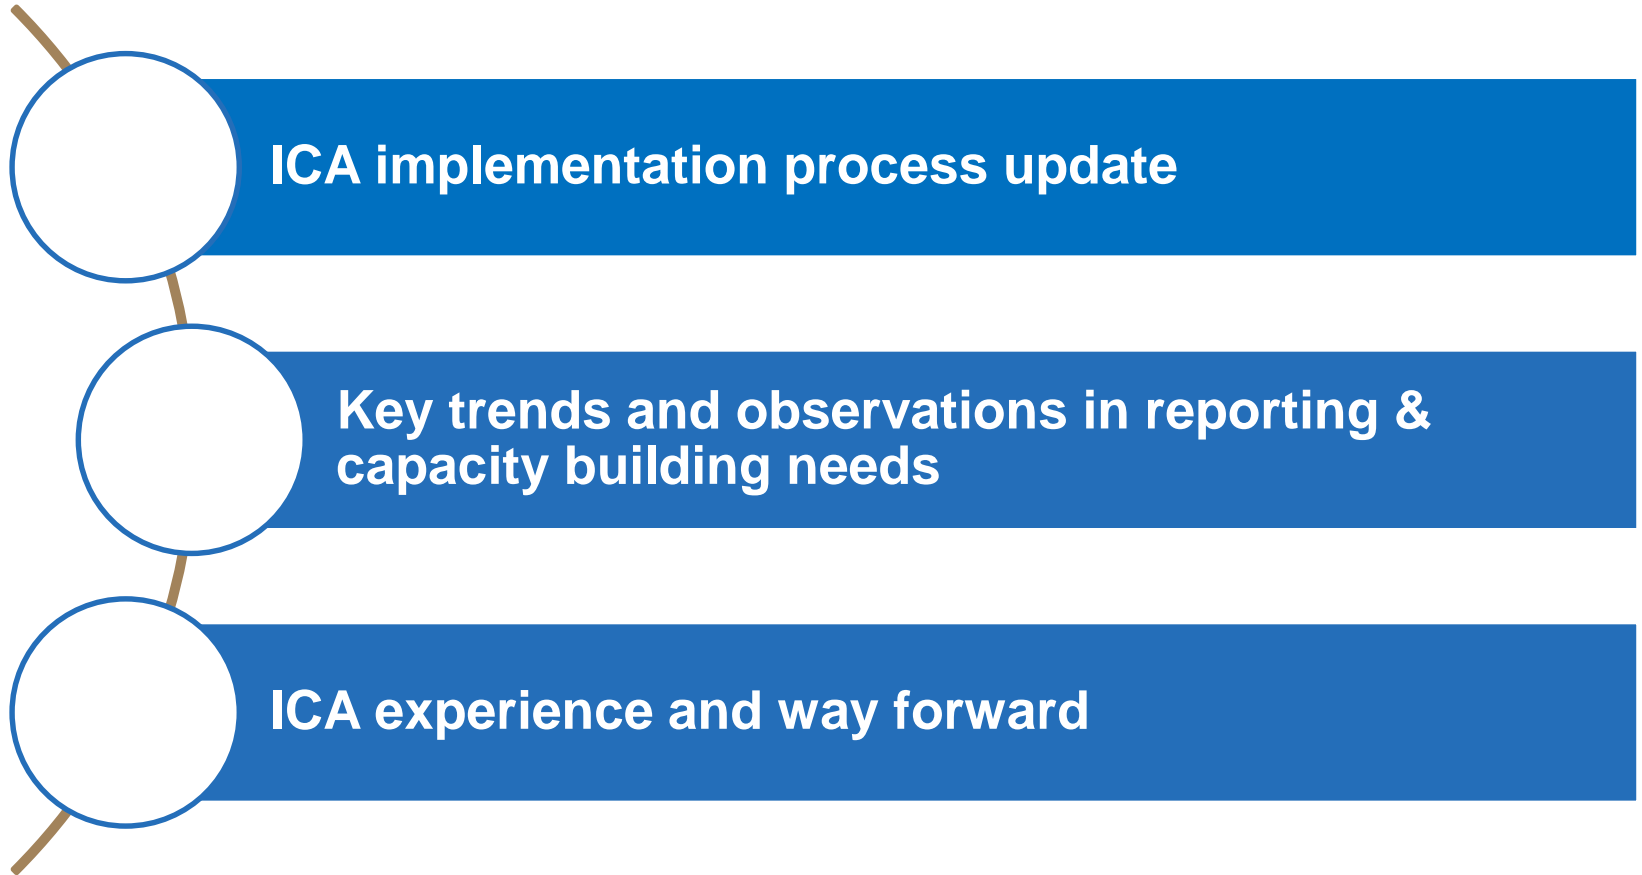 ICA implementation process update
Key trends and observations in reporting &
capacity building needs
ICA experience and way forward